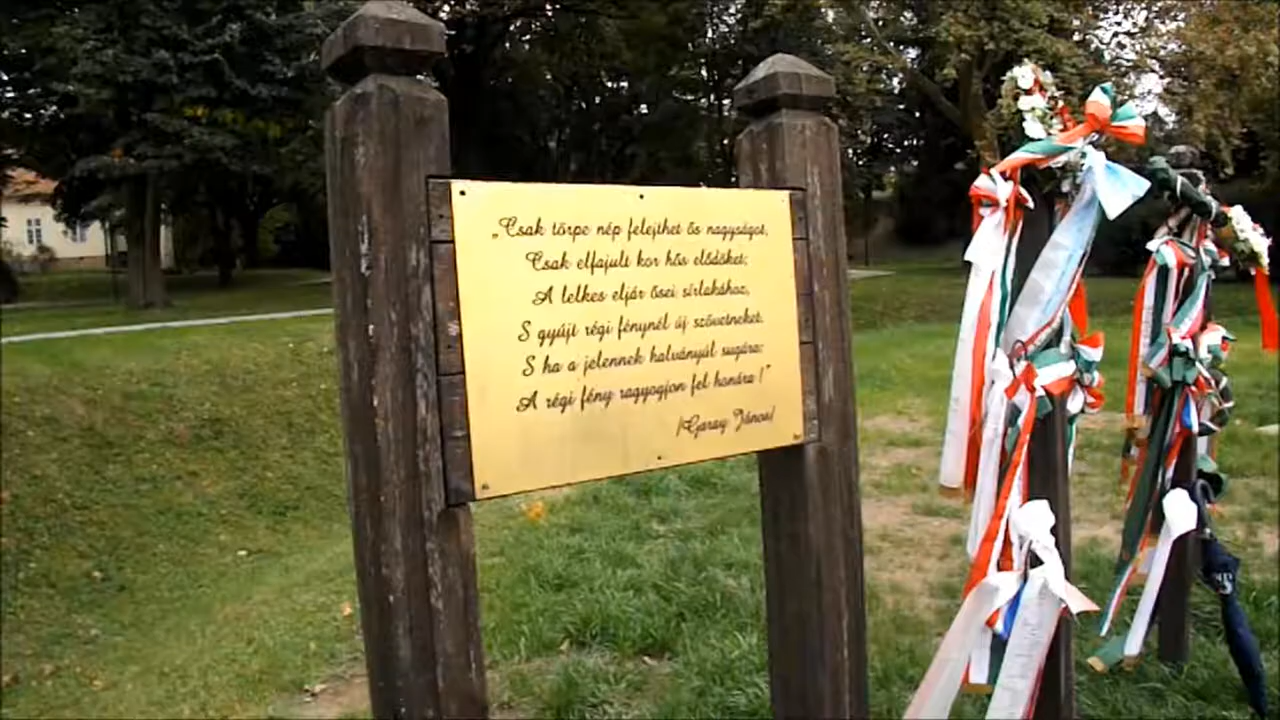 „Csak törpe nép felejthet ős nagyságot,
Csak elfajult kor hős elődöket;
A lelkes eljár ősei sírlakához,
S gyújt régi fénynél új szövetneket.
S ha a jelennek halványúl sugára:
A régi fény ragyogjon fel honára!”
/Garay János/